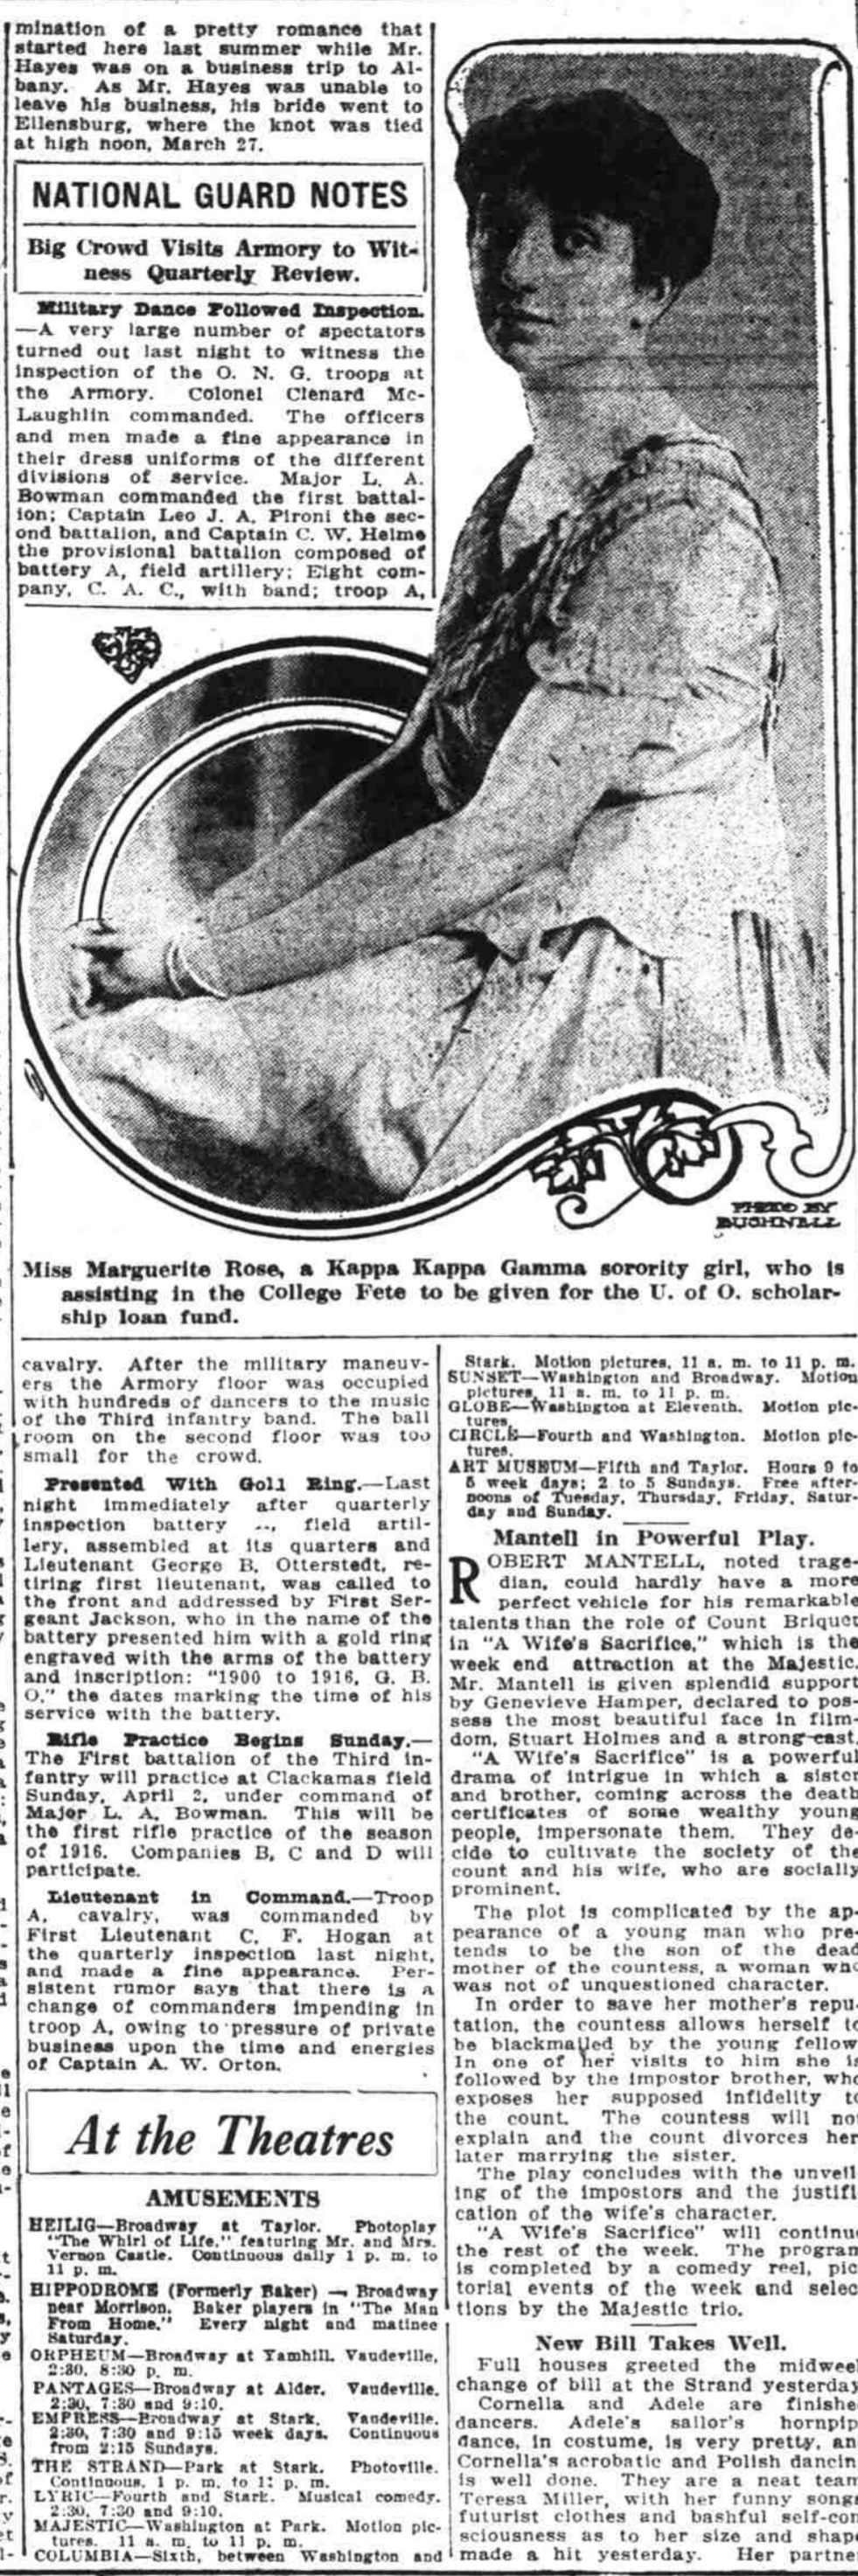 mination of a pretty romance that
started here last summer while Mr.
Hayes was on a business trip to Al-
bany. As Mr. Hayes was unable to
leave his business, his bride went to
Ellensburg, where the knot was tied
at high noon, March 27.
NATIONAL GUARD NOTES
Big Crowd Visits Armory to Wit-
ness Quarterly Review.
Military Dance Followed Inspection.
—A very large number of spectators
turned out last night to witness the
inspection of the O. N. G. troops at
the Armory. Colonel Clenard Mc-
Laughlin commanded. The officers
and men made a fine appearance in
their dress uniforms of the different
divisions of service. Major L. A.
Bowman commanded the first battal-
ion; Captain Leo J. A. Pironi the sec-
ond battalion, and Captain C. W. Helme
the provisional battalion composed of
battery A, field artillery; Eight com-
pany, C. A. C., with band; troop A,
PHOTO BY
BUSHNELL
Miss Marguerite Rose, a Kappa Kappa Gamma sorority girl, who is
assisting in the College Fete to be given for the U. of O. scholar-
ship loan fund.
cavalry. After the military maneuv-
ers the Armory floor was occupied
with hundreds of dancers to the music
of the Third infantry band. The ball
room on the second floor was too
small for the crowd.
Presented With Goll Ring.—Last
night immediately after quarterly
inspection battery field artil-
lery, assembled at its quarters and
Lieutenant George B. Otterstedt, re-
tiring first lieutenant, was called to
the front and addressed by First Ser-
geant Jackson, who in the name of the
battery presented him with a gold ring
engraved with the arms of the battery
and inscription: "1900 to 1916, G. B.
O." the dates marking the time of his
service with the battery.
Rifle Practice Begins Sunday.—
The First battalion of the Third in-
fantry will practice at Clackamas field
Sunday, April 2, under command of
Major L. A. Bowman. This will be
the first rifle practice of the season
of 1916. Companies B, C and D will
participate.
Lieutenant in Command.—Troop
A, cavalry, was commanded by
First Lieutenant C. F. Hogan at
the quarterly inspection last night,
and made a fine appearance. Per-
sistent rumor says that there is a
change of commanders impending in
troop A, owing to pressure of private
business upon the time and energies
of Captain A. W. Orton.
At the Theatres
AMUSEMENTS
HEILIG—Broadway at Taylor. Photoplay
"The Whirl of Life," featuring Mr. and Mrs.
Vernon Castle. Continuous daily 1 p. m. to
11 p. m.
HIPPODROME (Formerly Baker) — Broadway
near Morrison. Baker players in "The Man
From Home." Every night and matinee
Saturday.
ORPHEUM—Broadway at Yamhill. Vaudeville,
2:30, 8:30 p. m.
PANTAGES—Broadway at Alder. Vaudeville.
2:30, 7:30 and 9:10.
EMPRESS—Broadway at Stark. Vaudeville.
2:30, 7:30 and 9:15 week days. Continuous
from 2:15 Sundays.
THE STRAND—Park at Stark. Photoville.
Continuous, 1 p. m. to 11 p. m.
LYRIC—Fourth and Stark. Musical comedy.
2:30, 7:30 and 9:10.
MAJESTIC—Washington at Park. Motion pic-
tures. 11 a. m. to 11 p. m.
COLUMBIA—Sixth, between Washington and
Stark. Motion pictures, 11 a. m. to 11 p. m.
SUNSET—Washington and Broadway. Motion
pictures, 11 a. m. to 11 p. m.
GLOBE—Washington at Eleventh. Motion pic-
tures.
CIRCLE—Fourth and Washington. Motion pic-
tures.
ART MUSEUM—Fifth and Taylor. Hours 9 to
5 week days; 2 to 5 Sundays. Free after-
noons of Tuesday, Thursday, Friday, Satur-
day and Sunday.
Mantell in Powerful Play.
ROBERT MANTELL, noted trage-
dian, could hardly have a more
perfect vehicle for his remarkable
talents than the role of Count Briquet
in "A Wife's Sacrifice," which is the
week end attraction at the Majestic.
Mr. Mantell is given splendid support
by Genevieve Hamper, declared to pos-
sess the most beautiful face in film-
dom, Stuart Holmes and a strong cast.
"A Wife's Sacrifice" is a powerful
drama of intrigue in which a sister
and brother, coming across the death
certificates of some wealthy young
people, impersonate them. They de-
cide to cultivate the society of the
count and his wife, who are socially
prominent.
The plot is complicated by the ap-
pearance of a young man who pre-
tends to be the son of the dead
mother of the countess, a woman who
was not of unquestioned character.
In order to save her mother's repu-
tation, the countess allows herself to
be blackmailed by the young fellow
In one of her visits to him she is
followed by the impostor brother, who
exposes her supposed infidelity to
the count. The countess will not
explain and the count divorces her
later marrying the sister.
The play concludes with the unveil
ing of the impostors and the justifi
cation of the wife's character.
"A Wife's Sacrifice" will continue
the rest of the week. The program
is completed by a comedy reel, pic
torial events of the week and selec
tions by the Majestic trio.
New Bill Takes Well.
Full houses greeted the midweek
change of bill at the Strand yesterday
Cornella and Adele are finishe
dancers. Adele's sailor's hornpip
dance, in costume, is very pretty, an
Cornella's acrobatic and Polish dancin
is well done. They are a neat team
Teresa Miller, with her funny songs
futurist clothes and bashful self-con
sciousness as to her size and shape
made a hit yesterday. Her partne